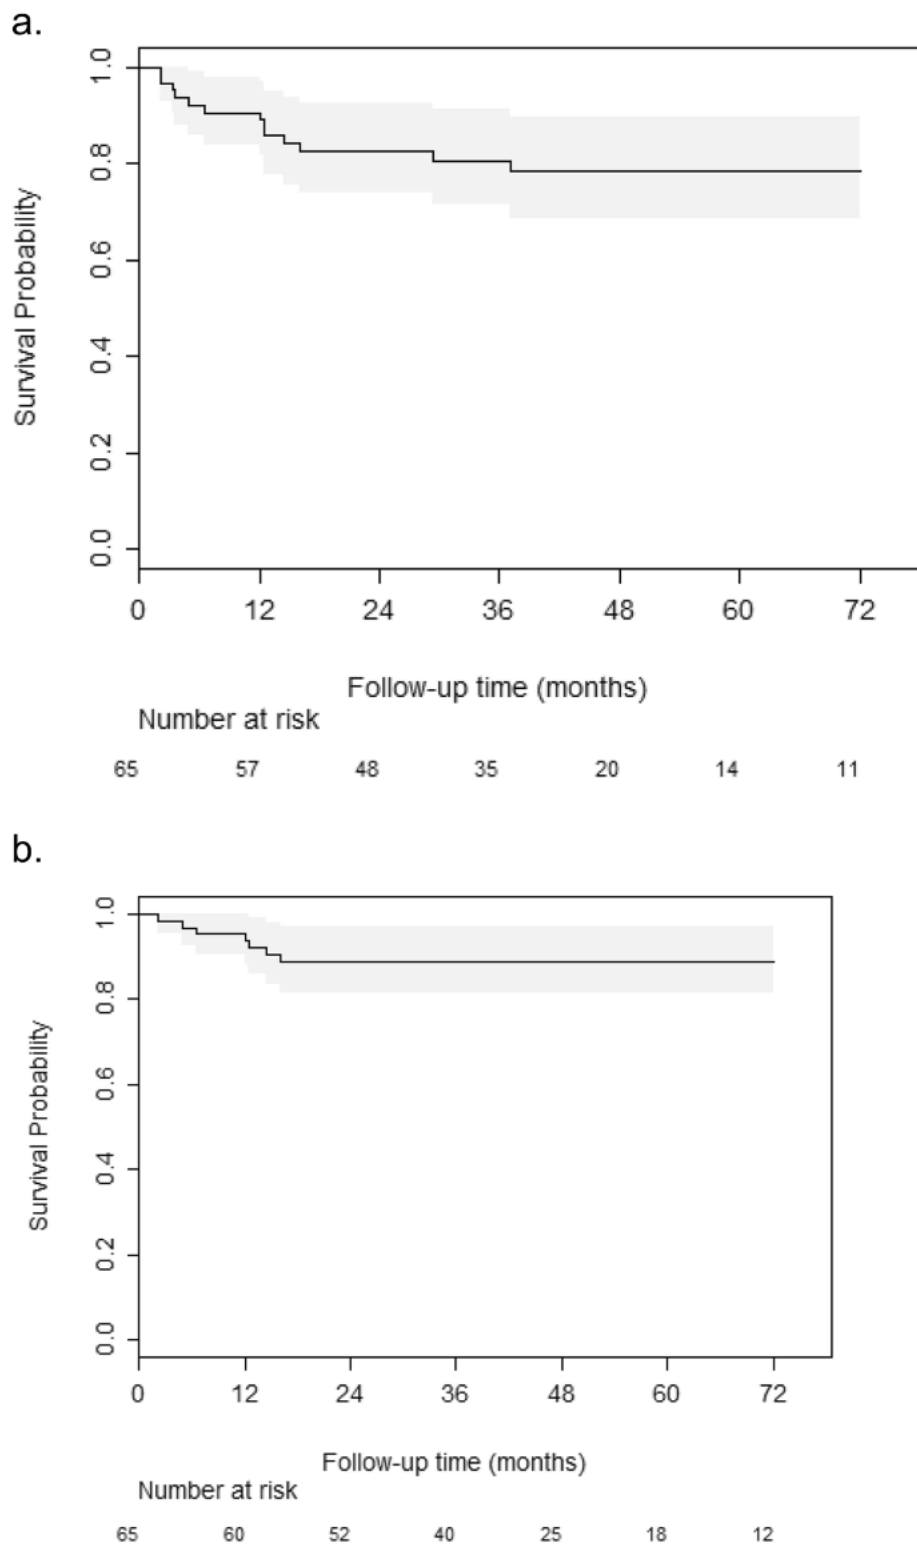 a.
1.0
0.8
0.6
0.4
0.2
0.0
Survival Probability
0 12 24 36 48 60 72
Follow-up time (months)
Number at risk
65 57 48 35 20 14 11
b.
1.0
0.8
0.6
0.4
0.2
0.0
Survival Probability
0 12 24 36 48 60 72
Follow-up time (months)
Number at risk
65 60 52 40 25 18 12